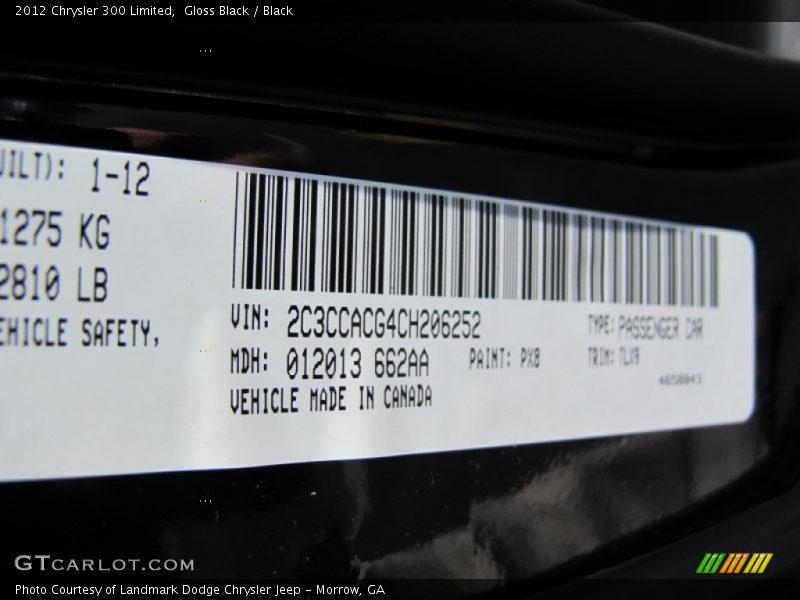 2012 Chrysler 300 Limited, Gloss Black / Black
UILT): 1-12
1275 KG
2810 LB
EHICLE SAFETY,
VIN: 2C3CCACG4CH206252 TYPE: PASSENGER CAR
MDH: 012013 662AA PAINT: PX8 TRIM: TLX9
4658843
VEHICLE MADE IN CANADA
GTCARLOT.COM
Photo Courtesy of Landmark Dodge Chrysler Jeep - Morrow, GA